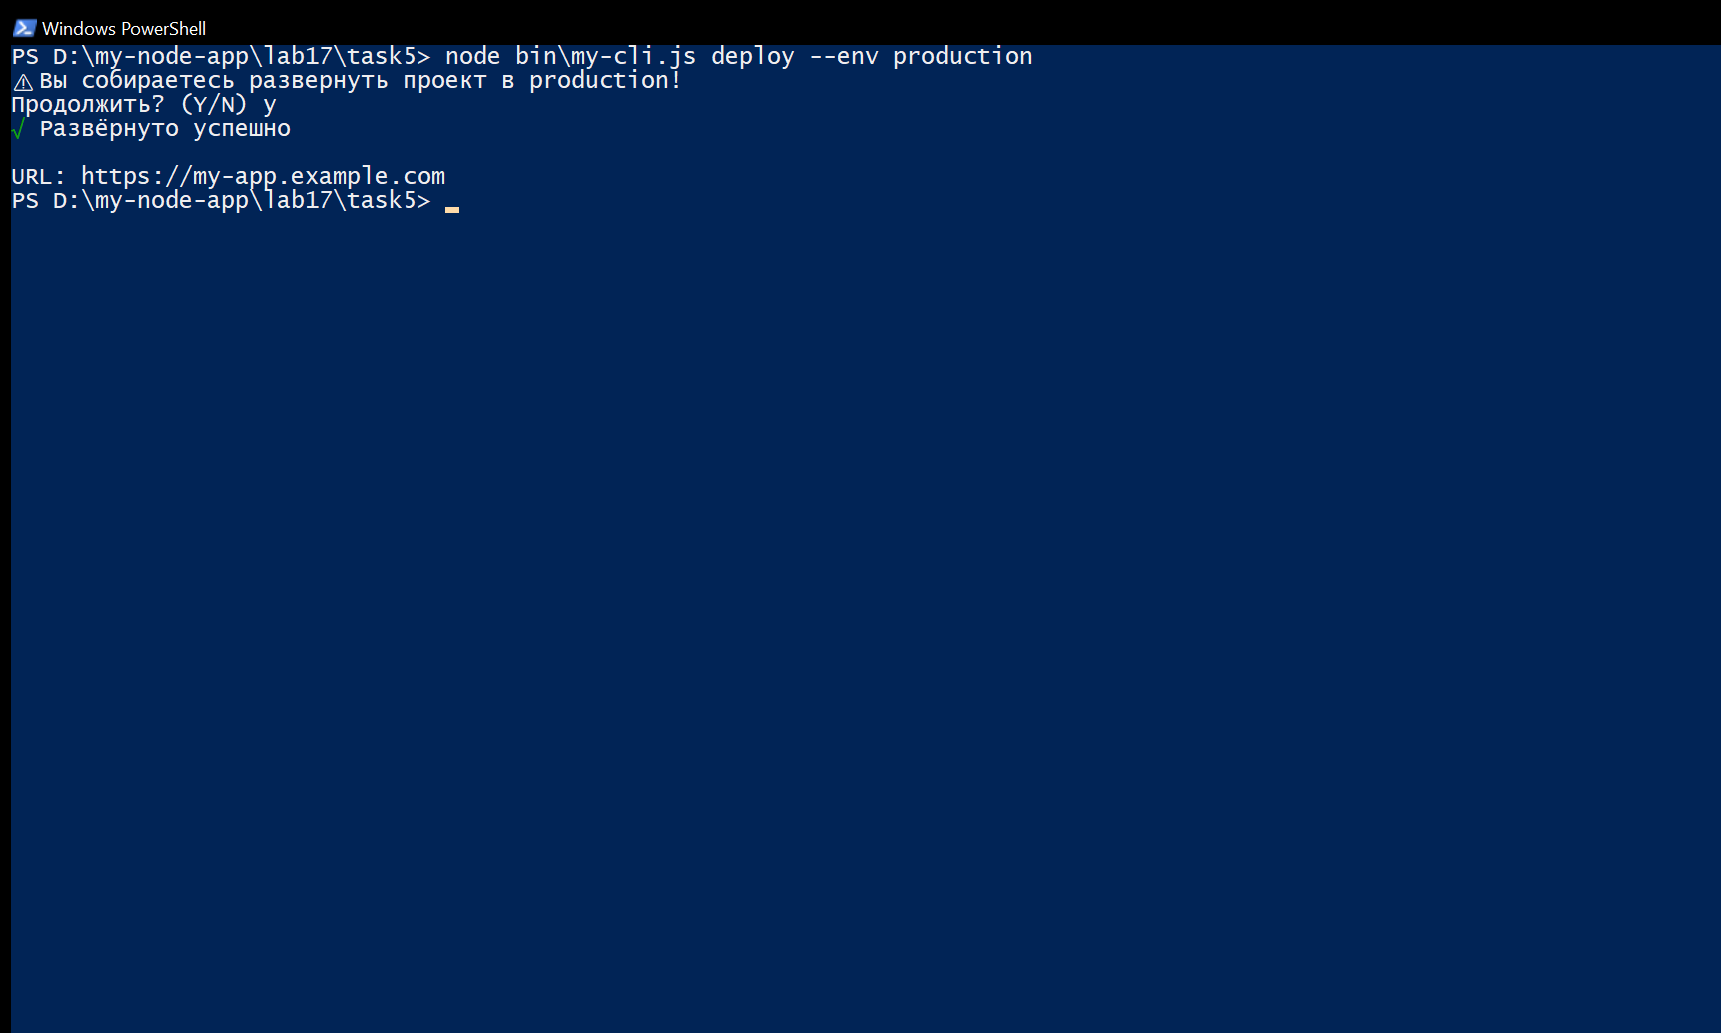 Windows PowerShell
PS D:\my-node-app\lab17\task5> node bin\my-cli.js deploy --env production
⚠ Вы собираетесь развернуть проект в production!
Продолжить? (Y/N) y
√ Развёрнуто успешно
URL: https://my-app.example.com
PS D:\my-node-app\lab17\task5> _